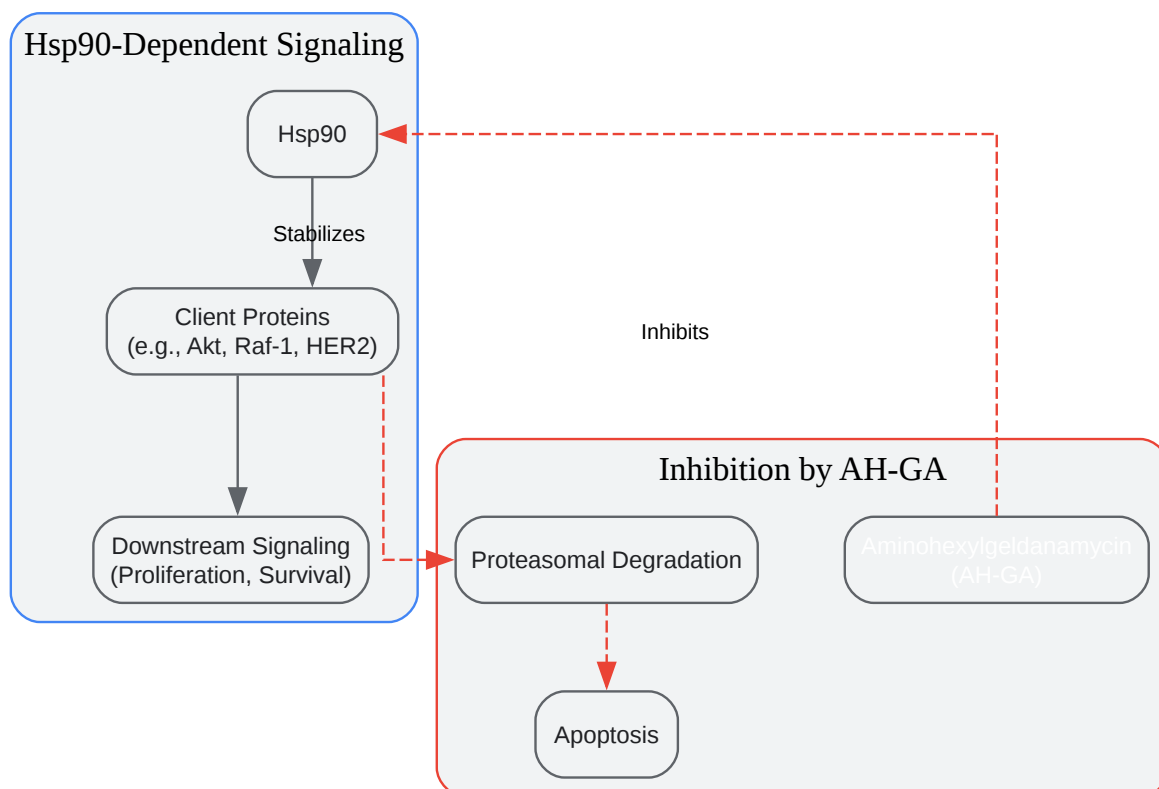 Hsp90-Dependent Signaling
Hsp90
Stabilizes
Client Proteins
(e.g., Akt, Raf-1, HER2)
Inhibits
Inhibition by AH-GA
Downstream Signaling
(Proliferation, Survival)
Proteasomal Degradation
Aminohexylgeldanamycin
(AH-GA)
Apoptosis